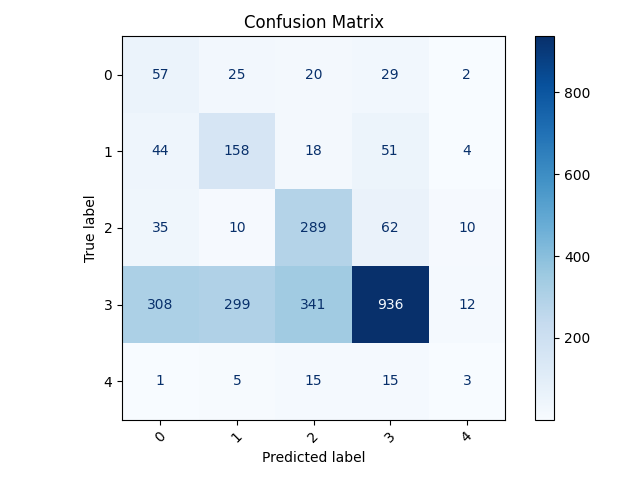 Confusion Matrix
True label
0 57 25 20 29 2
1 44 158 18 51 4
2 35 10 289 62 10
3 308 299 341 936 12
4 1 5 15 15 3
0 1 2 3 4
Predicted label
800
600
400
200